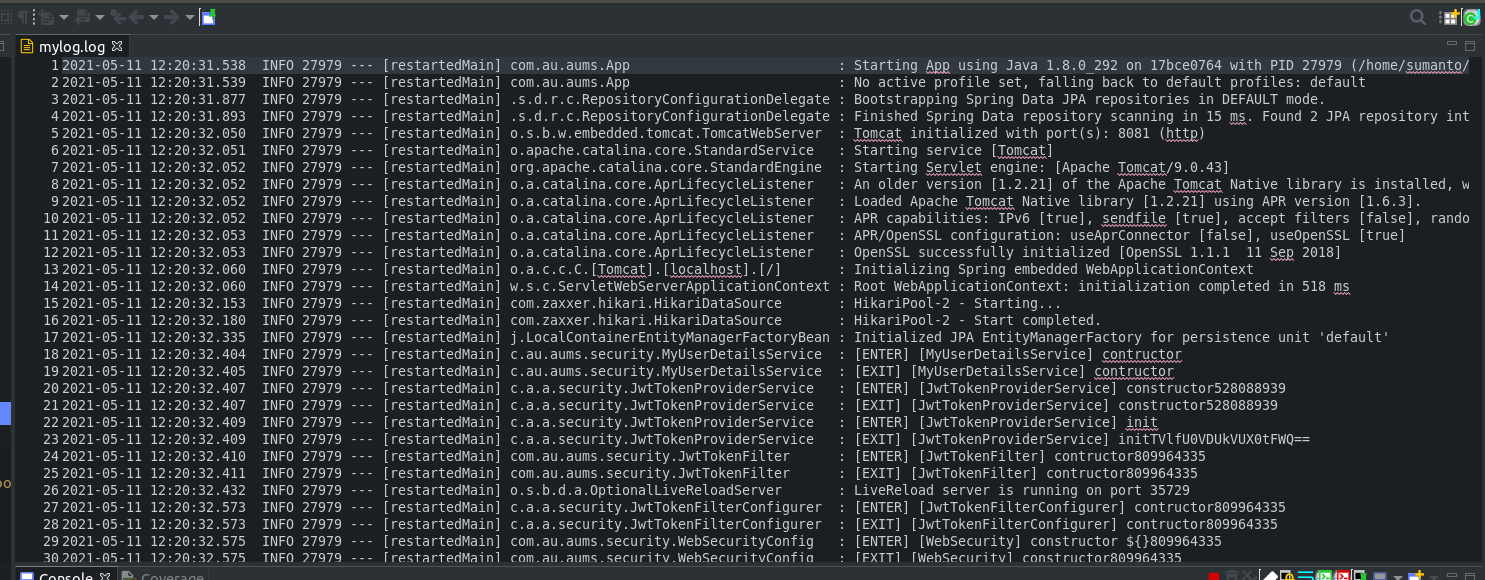 mylog.log
1 2021-05-11 12:20:31.538  INFO 27979 --- [restartedMain] com.au.aums.App                          : Starting App using Java 1.8.0_292 on 17bce0764 with PID 27979 (/home/sumanto/
2 2021-05-11 12:20:31.539  INFO 27979 --- [restartedMain] com.au.aums.App                          : No active profile set, falling back to default profiles: default
3 2021-05-11 12:20:31.877  INFO 27979 --- [restartedMain] .s.d.r.c.RepositoryConfigurationDelegate : Bootstrapping Spring Data JPA repositories in DEFAULT mode.
4 2021-05-11 12:20:31.893  INFO 27979 --- [restartedMain] .s.d.r.c.RepositoryConfigurationDelegate : Finished Spring Data repository scanning in 15 ms. Found 2 JPA repository int
5 2021-05-11 12:20:32.050  INFO 27979 --- [restartedMain] o.s.b.w.embedded.tomcat.TomcatWebServer  : Tomcat initialized with port(s): 8081 (http)
6 2021-05-11 12:20:32.051  INFO 27979 --- [restartedMain] o.apache.catalina.core.StandardService   : Starting service [Tomcat]
7 2021-05-11 12:20:32.052  INFO 27979 --- [restartedMain] org.apache.catalina.core.StandardEngine  : Starting Servlet engine: [Apache Tomcat/9.0.43]
8 2021-05-11 12:20:32.052  INFO 27979 --- [restartedMain] o.a.catalina.core.AprLifecycleListener   : An older version [1.2.21] of the Apache Tomcat Native library is installed, w
9 2021-05-11 12:20:32.052  INFO 27979 --- [restartedMain] o.a.catalina.core.AprLifecycleListener   : Loaded Apache Tomcat Native library [1.2.21] using APR version [1.6.3].
10 2021-05-11 12:20:32.052  INFO 27979 --- [restartedMain] o.a.catalina.core.AprLifecycleListener   : APR capabilities: IPv6 [true], sendfile [true], accept filters [false], rando
11 2021-05-11 12:20:32.053  INFO 27979 --- [restartedMain] o.a.catalina.core.AprLifecycleListener   : APR/OpenSSL configuration: useAprConnector [false], useOpenSSL [true]
12 2021-05-11 12:20:32.053  INFO 27979 --- [restartedMain] o.a.catalina.core.AprLifecycleListener   : OpenSSL successfully initialized [OpenSSL 1.1.1  11 Sep 2018]
13 2021-05-11 12:20:32.060  INFO 27979 --- [restartedMain] o.a.c.c.C.[Tomcat].[localhost].[/]       : Initializing Spring embedded WebApplicationContext
14 2021-05-11 12:20:32.060  INFO 27979 --- [restartedMain] w.s.c.ServletWebServerApplicationContext : Root WebApplicationContext: initialization completed in 518 ms
15 2021-05-11 12:20:32.153  INFO 27979 --- [restartedMain] com.zaxxer.hikari.HikariDataSource       : HikariPool-2 - Starting...
16 2021-05-11 12:20:32.180  INFO 27979 --- [restartedMain] com.zaxxer.hikari.HikariDataSource       : HikariPool-2 - Start completed.
17 2021-05-11 12:20:32.335  INFO 27979 --- [restartedMain] j.LocalContainerEntityManagerFactoryBean : Initialized JPA EntityManagerFactory for persistence unit 'default'
18 2021-05-11 12:20:32.404  INFO 27979 --- [restartedMain] c.au.aums.security.MyUserDetailsService  : [ENTER] [MyUserDetailsService] contructor
19 2021-05-11 12:20:32.405  INFO 27979 --- [restartedMain] c.au.aums.security.MyUserDetailsService  : [EXIT] [MyUserDetailsService] contructor
20 2021-05-11 12:20:32.407  INFO 27979 --- [restartedMain] c.a.a.security.JwtTokenProviderService   : [ENTER] [JwtTokenProviderService] constructor528088939
21 2021-05-11 12:20:32.407  INFO 27979 --- [restartedMain] c.a.a.security.JwtTokenProviderService   : [EXIT] [JwtTokenProviderService] constructor528088939
22 2021-05-11 12:20:32.409  INFO 27979 --- [restartedMain] c.a.a.security.JwtTokenProviderService   : [ENTER] [JwtTokenProviderService] init
23 2021-05-11 12:20:32.409  INFO 27979 --- [restartedMain] c.a.a.security.JwtTokenProviderService   : [EXIT] [JwtTokenProviderService] initTVlfU0VDUkVUX0tFWQ==
24 2021-05-11 12:20:32.410  INFO 27979 --- [restartedMain] com.au.aums.security.JwtTokenFilter      : [ENTER] [JwtTokenFilter] contructor809964335
25 2021-05-11 12:20:32.411  INFO 27979 --- [restartedMain] com.au.aums.security.JwtTokenFilter      : [EXIT] [JwtTokenFilter] contructor809964335
26 2021-05-11 12:20:32.432  INFO 27979 --- [restartedMain] o.s.b.d.a.OptionalLiveReloadServer       : LiveReload server is running on port 35729
27 2021-05-11 12:20:32.573  INFO 27979 --- [restartedMain] c.a.a.security.JwtTokenFilterConfigurer  : [ENTER] [JwtTokenFilterConfigurer] contructor809964335
28 2021-05-11 12:20:32.573  INFO 27979 --- [restartedMain] c.a.a.security.JwtTokenFilterConfigurer  : [EXIT] [JwtTokenFilterConfigurer] contructor809964335
29 2021-05-11 12:20:32.575  INFO 27979 --- [restartedMain] com.au.aums.security.WebSecurityConfig   : [ENTER] [WebSecurity] constructor ${}809964335
30 2021-05-11 12:20:32.575  INFO 27979 --- [restartedMain] com.au.aums.security.WebSecurityConfig   : [EXIT] [WebSecurity] constructor809964335
Console
Coverage